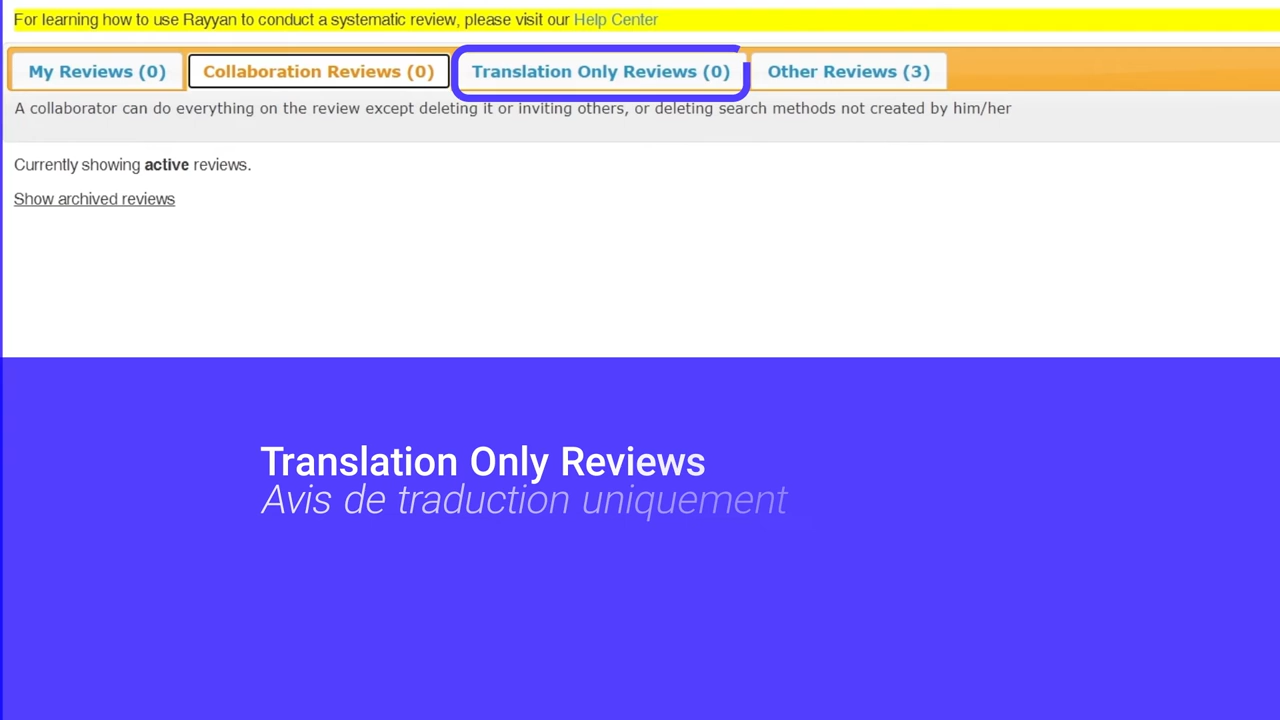 For learning how to use Rayyan to conduct a systematic review, please visit our Help Center
My Reviews (0) Collaboration Reviews (0) Translation Only Reviews (0) Other Reviews (3)
A collaborator can do everything on the review except deleting it or inviting others, or deleting search methods not created by him/her
Currently showing active reviews.
Show archived reviews
Translation Only Reviews
Avis de traduction uniquement